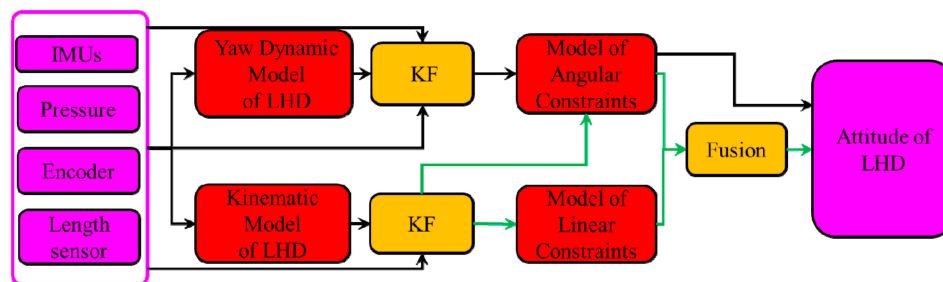 IMUs
Pressure
Encoder
Length
sensor
Yaw Dynamic
Model
of LHD
KF
Model of
Angular
Constraints
Kinematic
Model
of LHD
KF
Model of
Linear
Constraints
Fusion
Attitude of
LHD